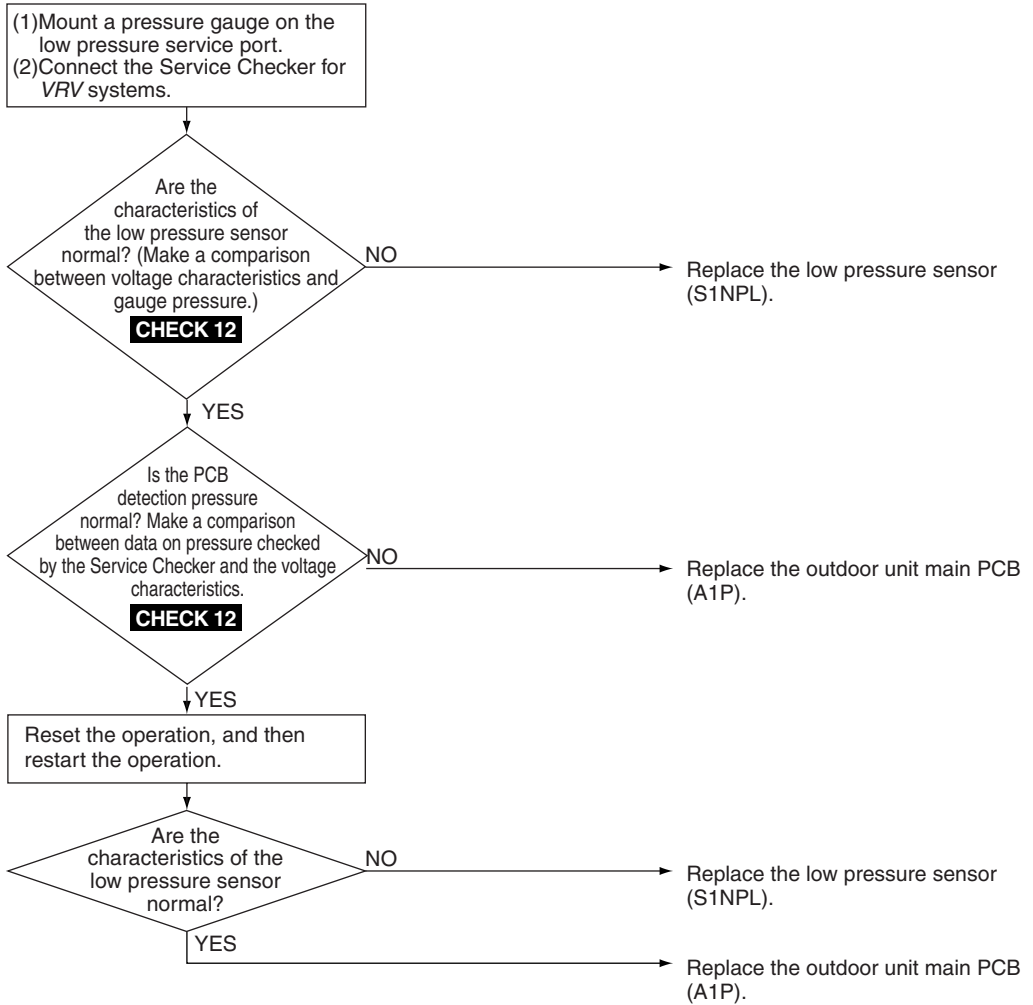 (1)Mount a pressure gauge on the
low pressure service port.
(2)Connect the Service Checker for
VRV systems.
Are the
characteristics of
the low pressure sensor
normal? (Make a comparison
between voltage characteristics and
gauge pressure.)
CHECK 12
NO
Replace the low pressure sensor
(S1NPL).
YES
Is the PCB
detection pressure
normal? Make a comparison
between data on pressure checked
by the Service Checker and the voltage
characteristics.
CHECK 12
NO
Replace the outdoor unit main PCB
(A1P).
YES
Reset the operation, and then
restart the operation.
Are the
characteristics of the
low pressure sensor
normal?
NO
Replace the low pressure sensor
(S1NPL).
YES
Replace the outdoor unit main PCB
(A1P).